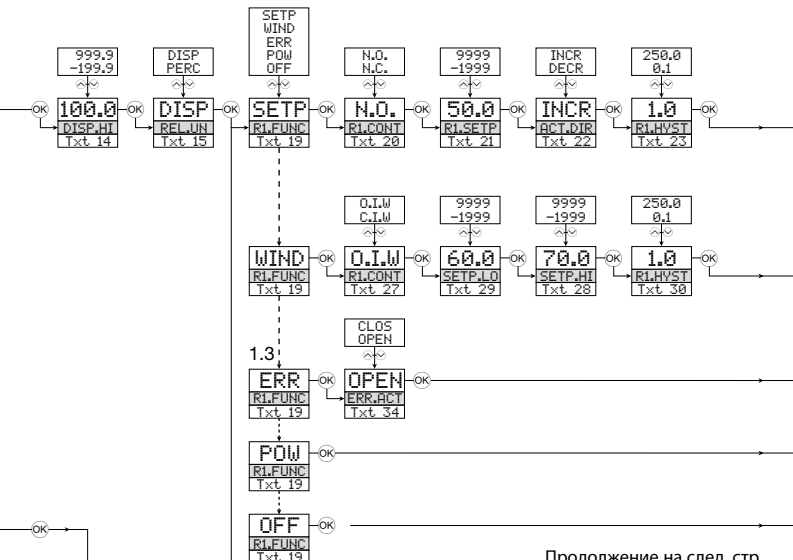 SETP
WIND
ERR
POW
OFF
999.9
-199.9
DISP
PERC
N.O.
N.C.
9999
-1999
INCR
DECR
250.0
0.1
OK 100.0 OK DISP OK SETP OK N.O. OK 50.0 OK INCR OK 1.0 OK
DISP.HI REL.UN R1.FUNC R1.CONT R1.SETP ACT.DIR R1.HYST
Txt 14 Txt 15 Txt 19 Txt 20 Txt 21 Txt 22 Txt 23
O.I.W
C.I.W
9999
-1999
9999
-1999
250.0
0.1
WIND OK O.I.W OK 60.0 OK 70.0 OK 1.0 OK
R1.FUNC R1.CONT SETP.LO SETP.HI R1.HYST
Txt 19 Txt 27 Txt 29 Txt 28 Txt 30
CLOS
OPEN
1.3
ERR OK OPEN OK
R1.FUNC ERR.ACT
Txt 19 Txt 34
POW OK
R1.FUNC
Txt 19
OK OFF OK
R1.FUNC
Txt 19
Продолжение на след. стр